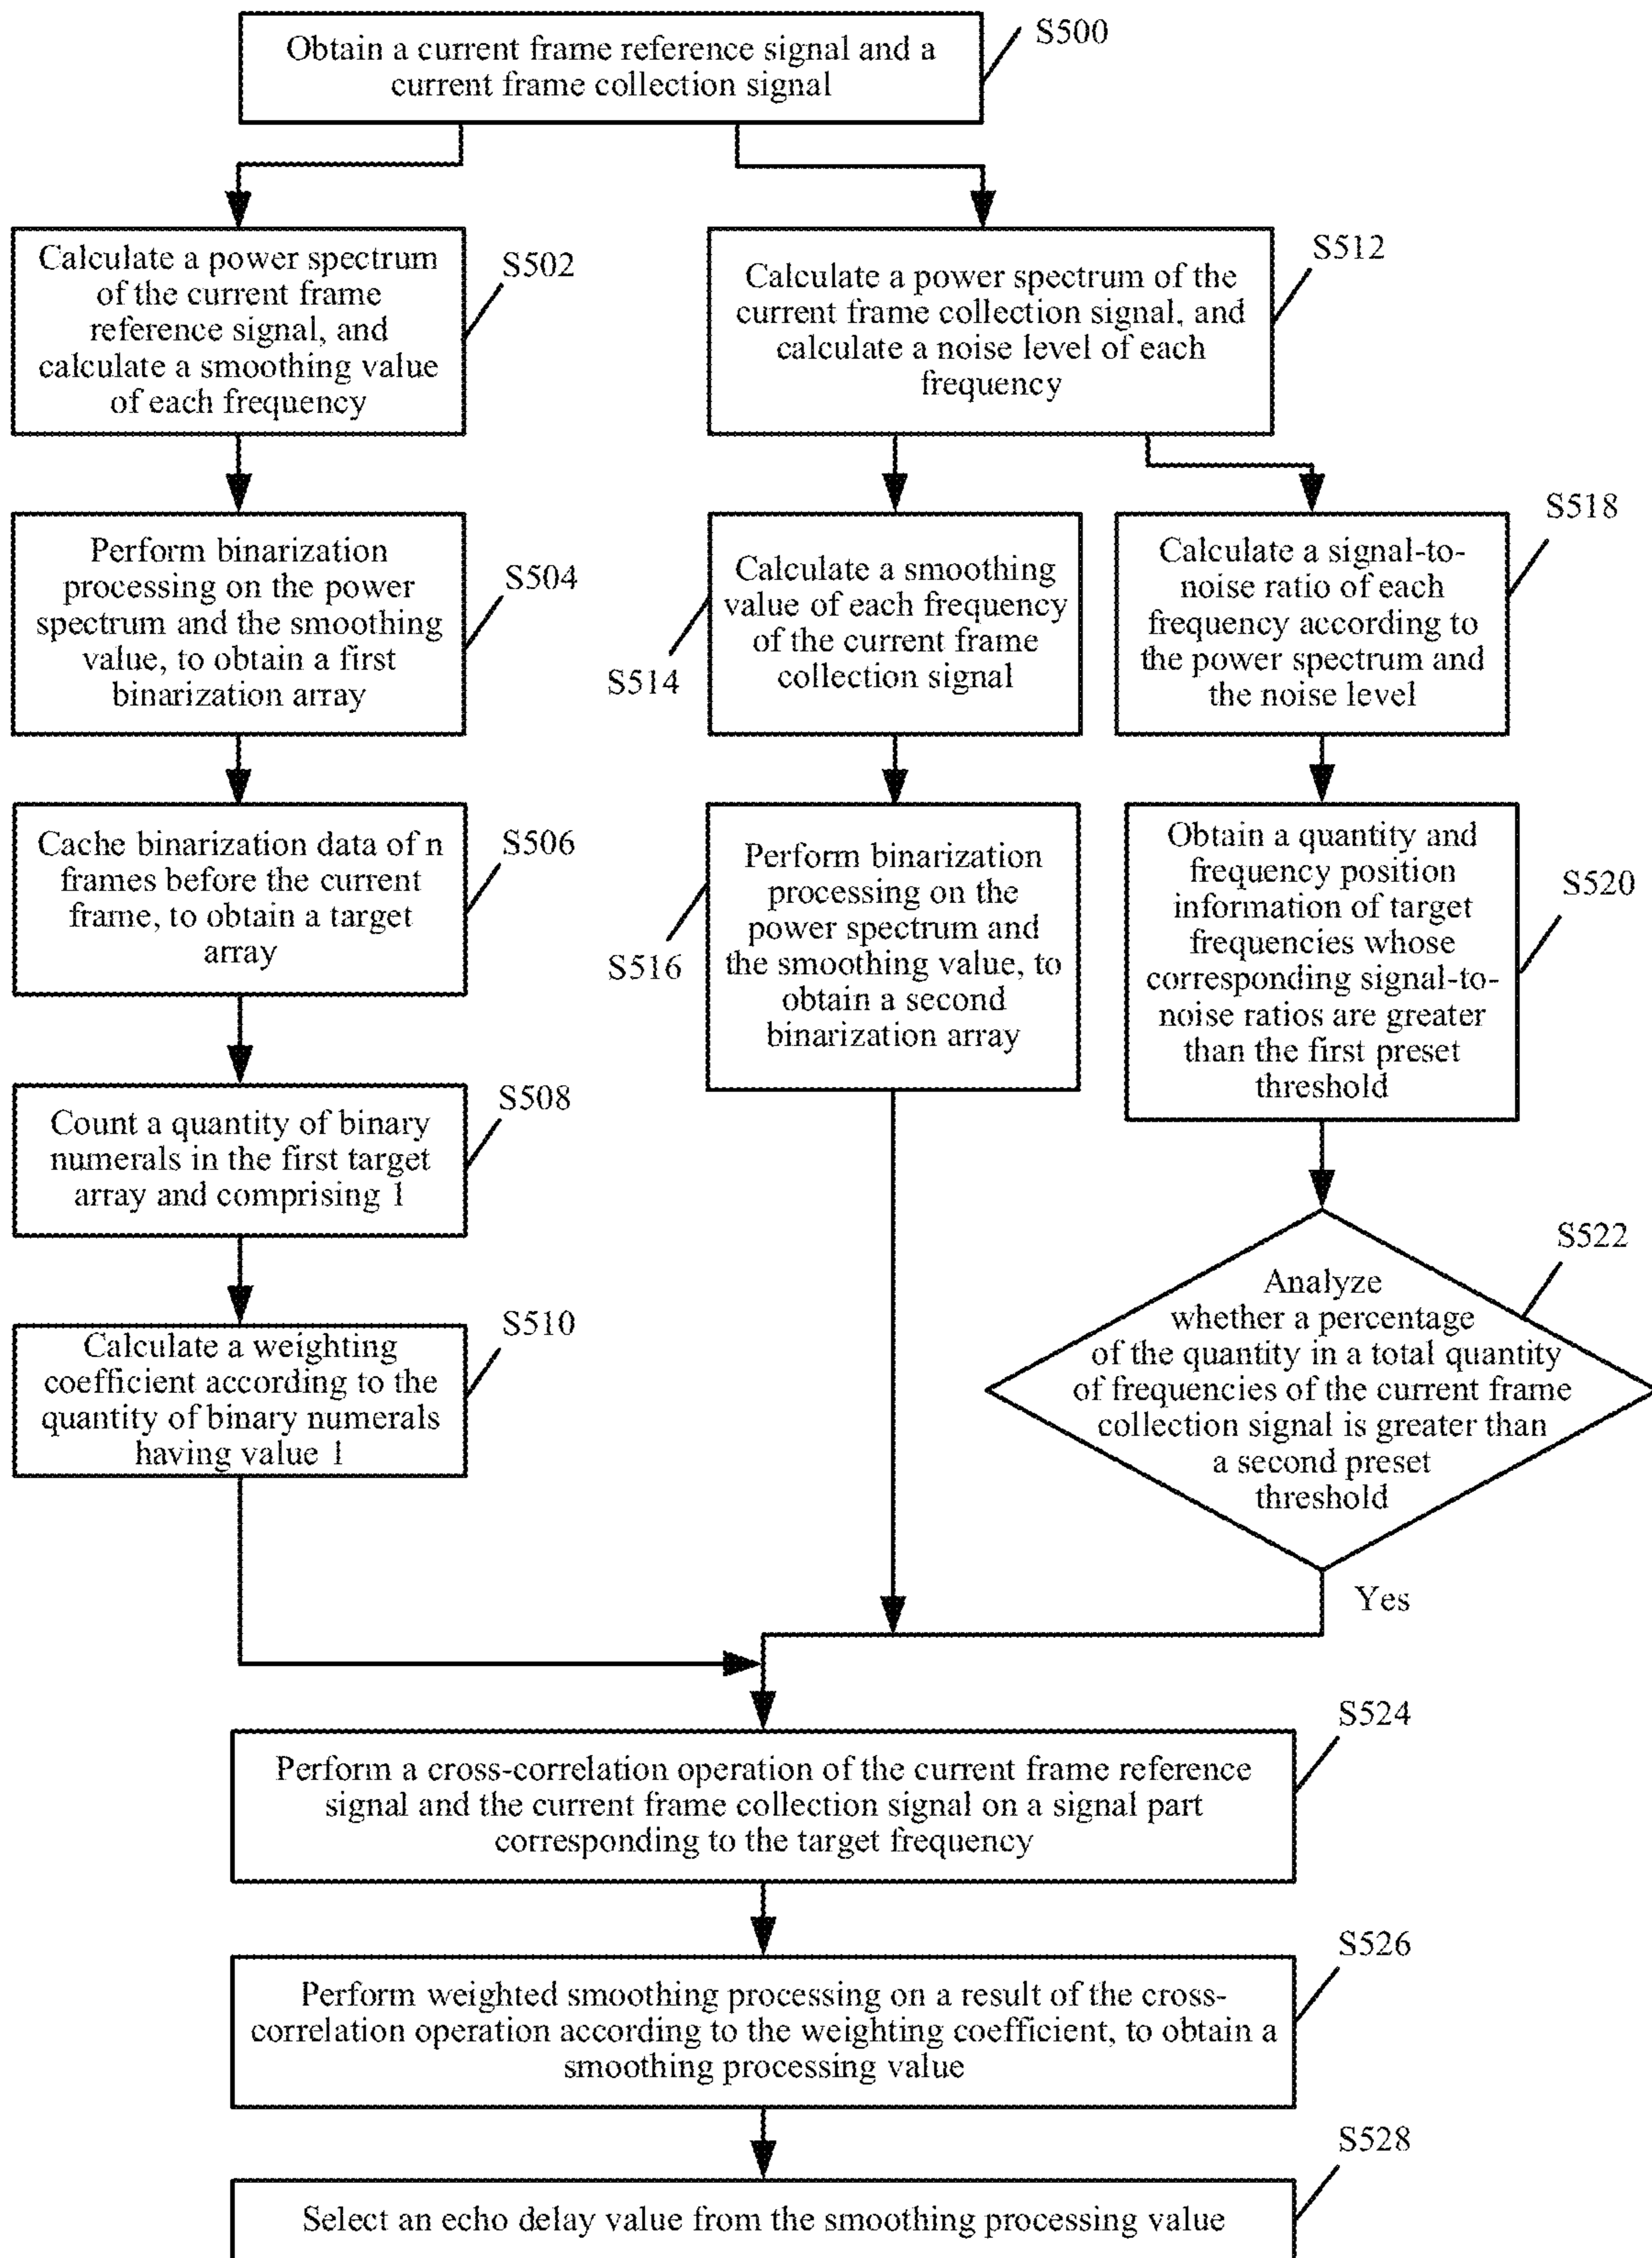 Obtain a current frame reference signal and a
current frame collection signal
S500
Calculate a power spectrum
of the current frame
reference signal, and
calculate a smoothing value
of each frequency
S502
Calculate a power spectrum of the
current frame collection signal, and
calculate a noise level of each
frequency
S512
Perform binarization
processing on the power
spectrum and the smoothing
value, to obtain a first
binarization array
S504
Calculate a smoothing
value of each frequency
of the current frame
collection signal
S514
Calculate a signal-to-
noise ratio of each
frequency according to
the power spectrum and
the noise level
S518
Cache binarization data of n
frames before the current
frame, to obtain a target
array
S506
Perform binarization
processing on the
power spectrum and
the smoothing value, to
obtain a second
binarization array
S516
Obtain a quantity and
frequency position
information of target
frequencies whose
corresponding signal-to-
noise ratios are greater
than the first preset
threshold
S520
Count a quantity of binary
numerals in the first target
array and comprising 1
S508
Calculate a weighting
coefficient according to the
quantity of binary numerals
having value 1
S510
Analyze
whether a percentage
of the quantity in a total quantity
of frequencies of the current frame
collection signal is greater than
a second preset
threshold
S522
Yes
Perform a cross-correlation operation of the current frame reference
signal and the current frame collection signal on a signal part
corresponding to the target frequency
S524
Perform weighted smoothing processing on a result of the cross-
correlation operation according to the weighting coefficient, to obtain a
smoothing processing value
S526
Select an echo delay value from the smoothing processing value
S528